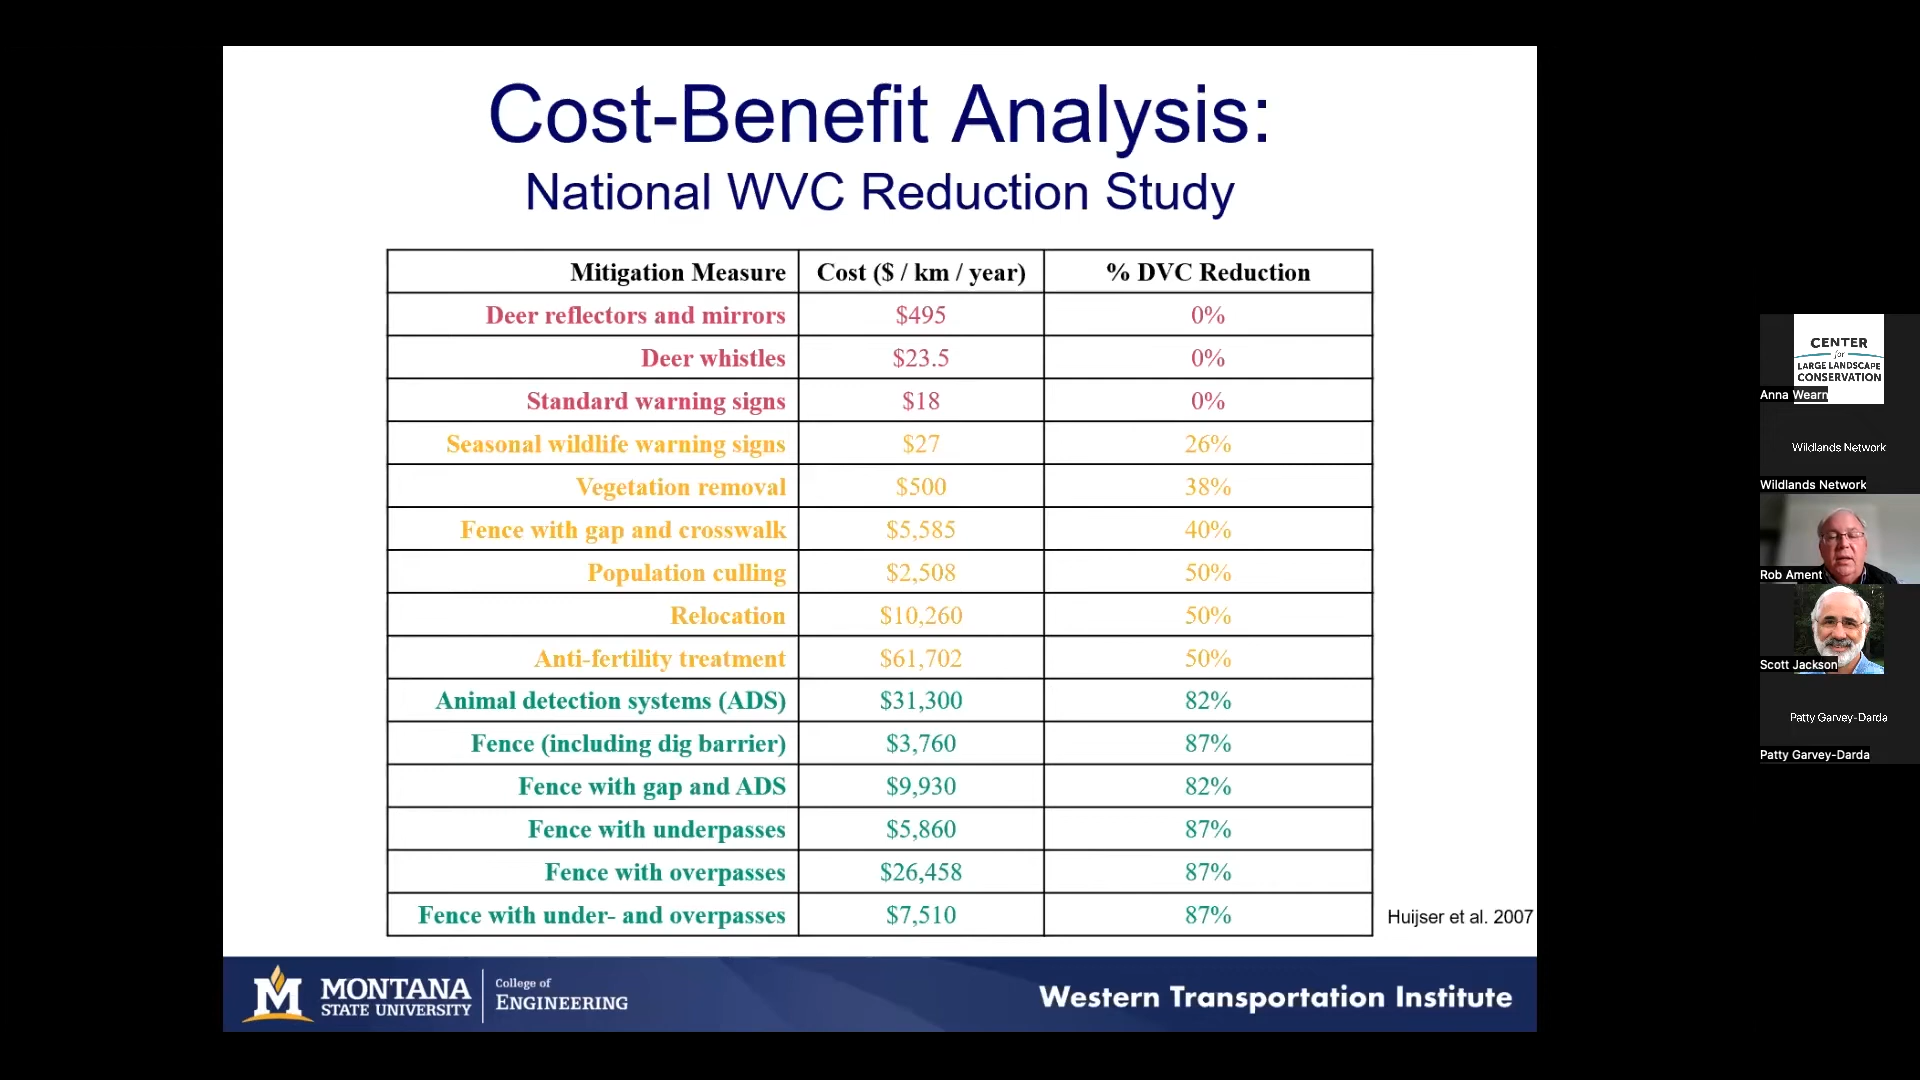 Cost-Benefit Analysis:
National WVC Reduction Study
Mitigation Measure Cost ($ / km / year) % DVC Reduction
Deer reflectors and mirrors $495 0%
Deer whistles $23.5 0%
Standard warning signs $18 0%
Seasonal wildlife warning signs $27 26%
Vegetation removal $500 38%
Fence with gap and crosswalk $5,585 40%
Population culling $2,508 50%
Relocation $10,260 50%
Anti-fertility treatment $61,702 50%
Animal detection systems (ADS) $31,300 82%
Fence (including dig barrier) $3,760 87%
Fence with gap and ADS $9,930 82%
Fence with underpasses $5,860 87%
Fence with overpasses $26,458 87%
Fence with under- and overpasses $7,510 87%
Huijser et al. 2007
M MONTANA
STATE UNIVERSITY
College of
ENGINEERING
Western Transportation Institute
CENTER
for
LARGE LANDSCAPE
CONSERVATION
Anna Wearn
Wildlands Network
Wildlands Network
Rob Ament
Scott Jackson
Patty Garvey-Darda
Patty Garvey-Darda